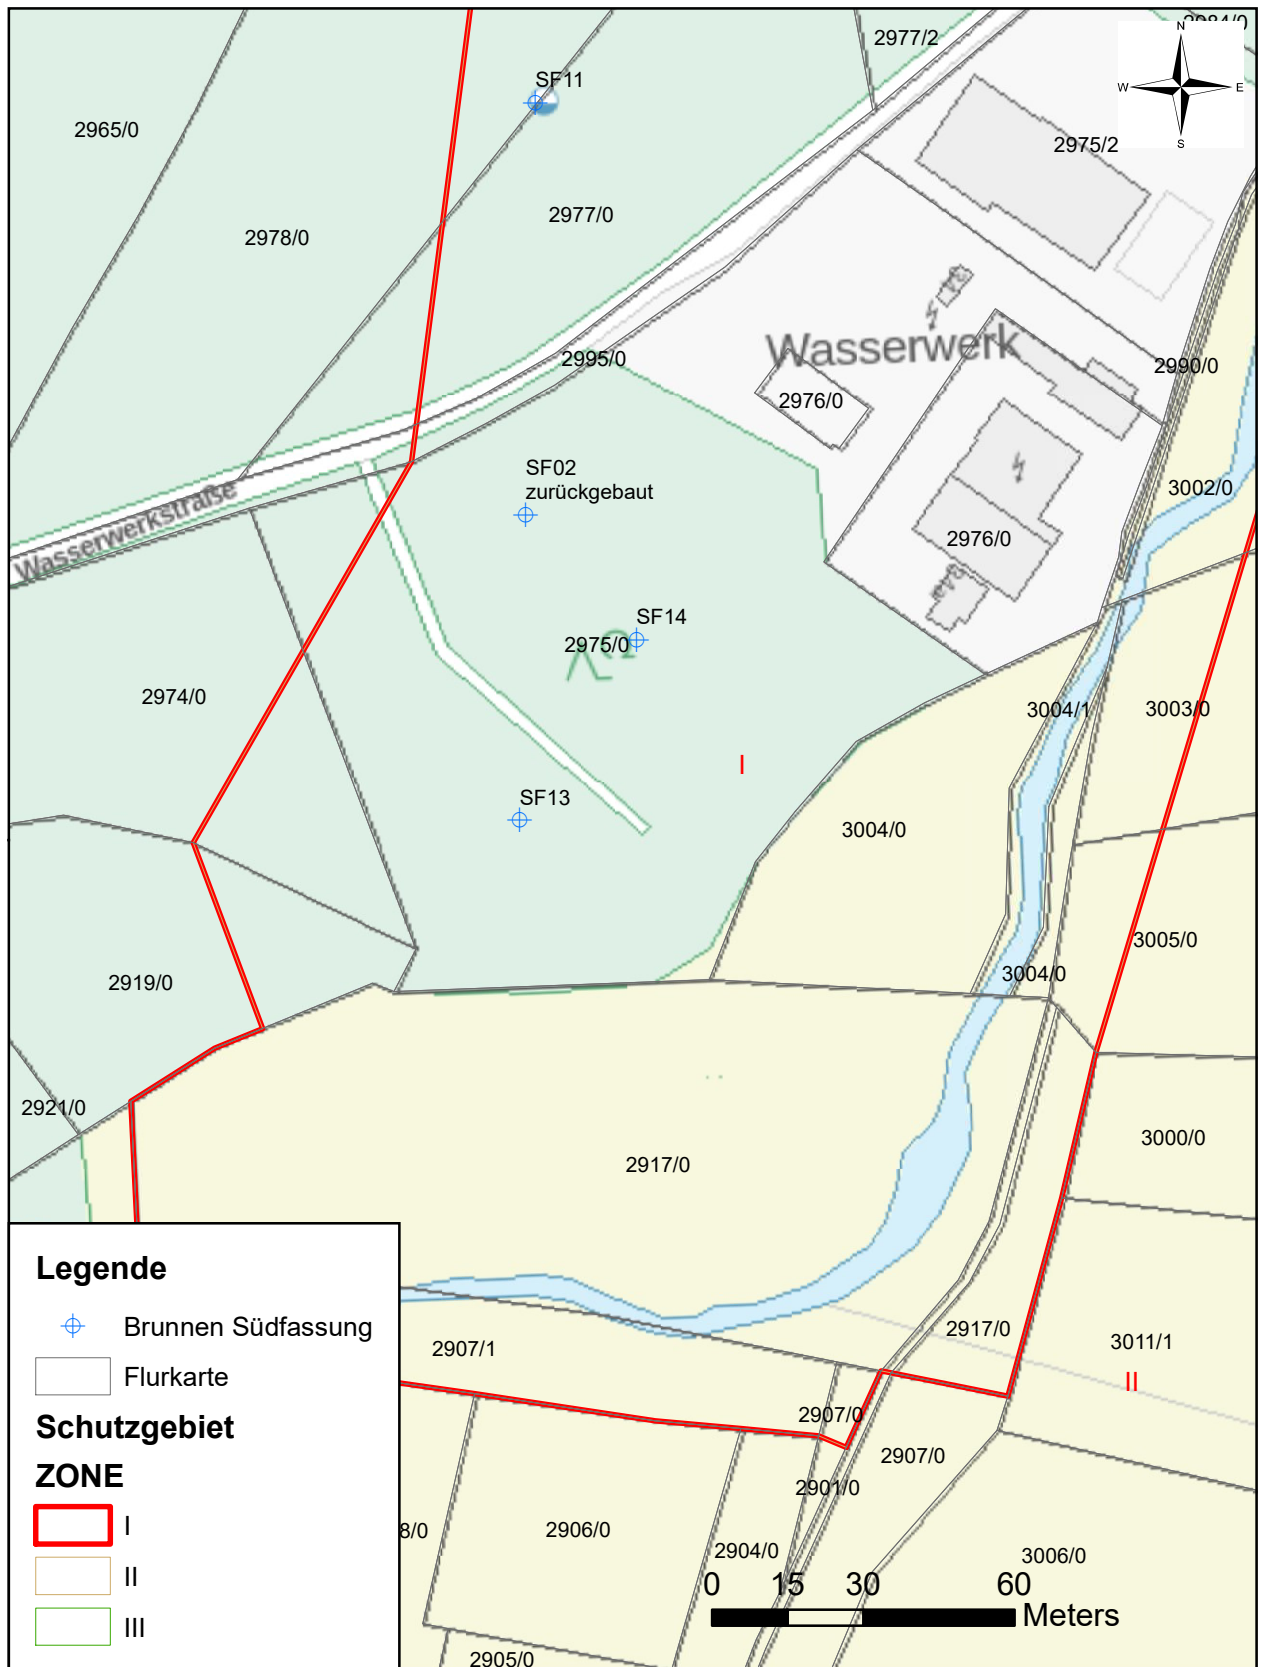 2984/0
2977/2
N
W
E
S
SF11
2965/0
2975/2
2977/0
2978/0
2995/0
Wasserwerk
2990/0
2976/0
SF02
zurückgebaut
3002/0
Wasserwerkstraße
2976/0
SF14
2975/0
2974/0
3004/1
3003/0
I
SF13
3004/0
3005/0
3004/0
2919/0
2921/0
3000/0
2917/0
2917/0
3011/1
2907/1
II
2907/0
2907/0
2901/0
8/0
2906/0
2904/0
3006/0
2905/0
Legende
Brunnen Südfassung
Flurkarte
Schutzgebiet
ZONE
I
II
III
0 15 30 60
Meters